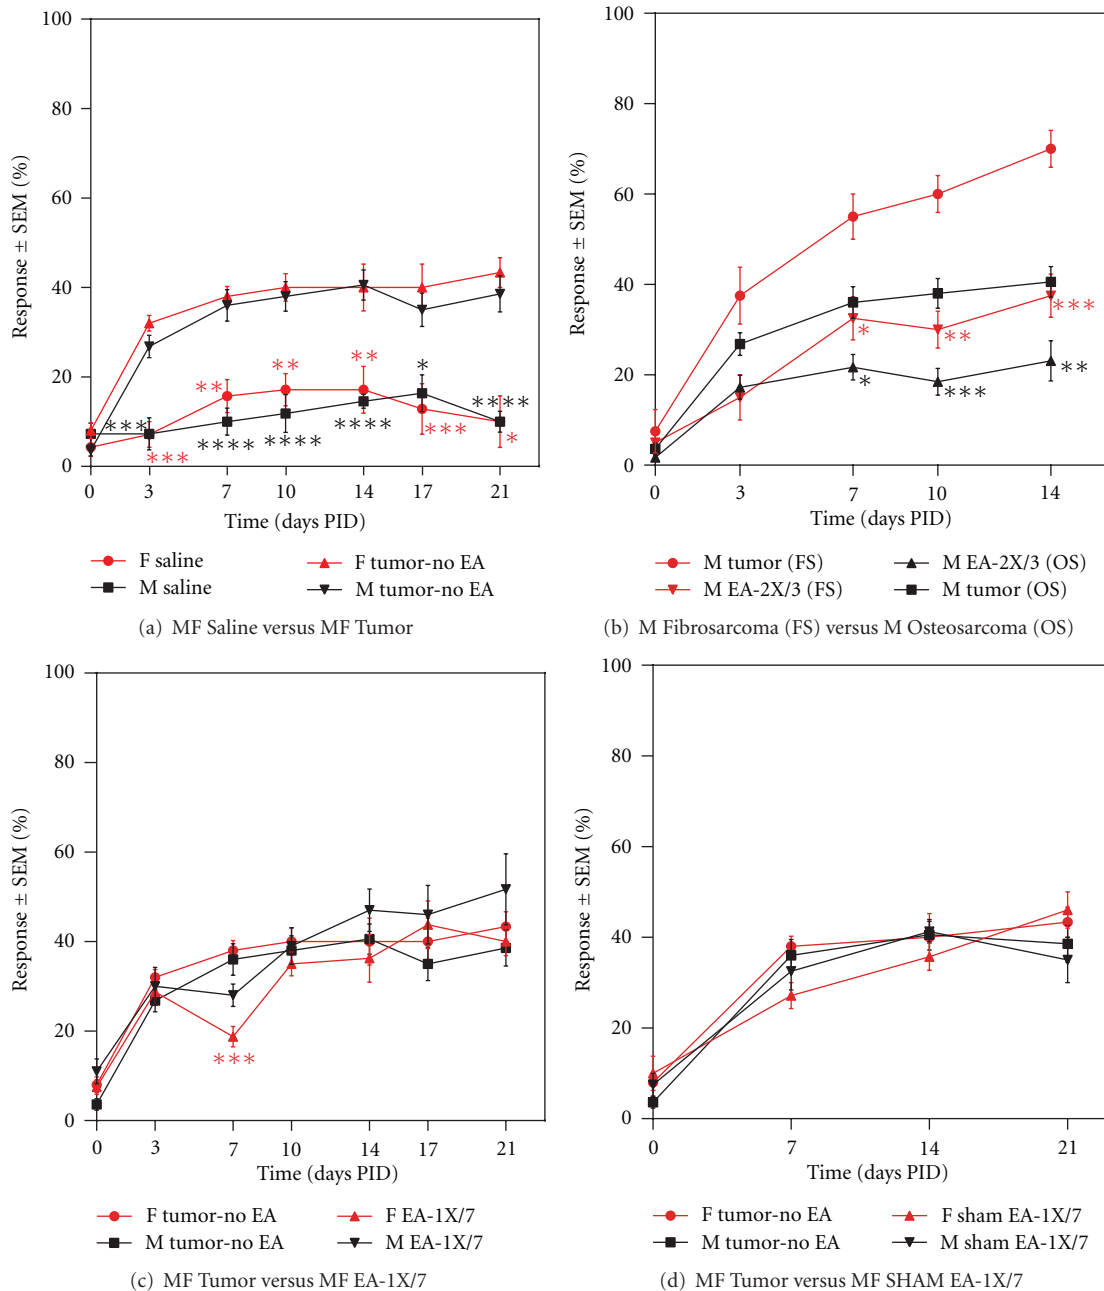 100
80
60
40
20
0
Response ± SEM (%)
∗∗∗
∗∗∗
∗∗
∗∗∗∗
∗∗
∗∗∗∗
∗∗
∗∗∗∗
∗
∗∗∗
∗∗∗∗
∗
0 3 7 10 14 17 21
Time (days PID)
F saline
M saline
F tumor-no EA
M tumor-no EA
(a) MF Saline versus MF Tumor
100
80
60
40
20
0
Response ± SEM (%)
∗
∗
∗∗
∗∗∗
∗∗∗
∗∗
0 3 7 10 14
Time (days PID)
M tumor (FS)
M EA-2X/3 (FS)
M EA-2X/3 (OS)
M tumor (OS)
(b) M Fibrosarcoma (FS) versus M Osteosarcoma (OS)
100
80
60
40
20
0
Response ± SEM (%)
∗∗∗
0 3 7 10 14 17 21
Time (days PID)
F tumor-no EA
M tumor-no EA
F EA-1X/7
M EA-1X/7
(c) MF Tumor versus MF EA-1X/7
100
80
60
40
20
0
Response ± SEM (%)
0 7 14 21
Time (days PID)
F tumor-no EA
M tumor-no EA
F sham EA-1X/7
M sham EA-1X/7
(d) MF Tumor versus MF SHAM EA-1X/7